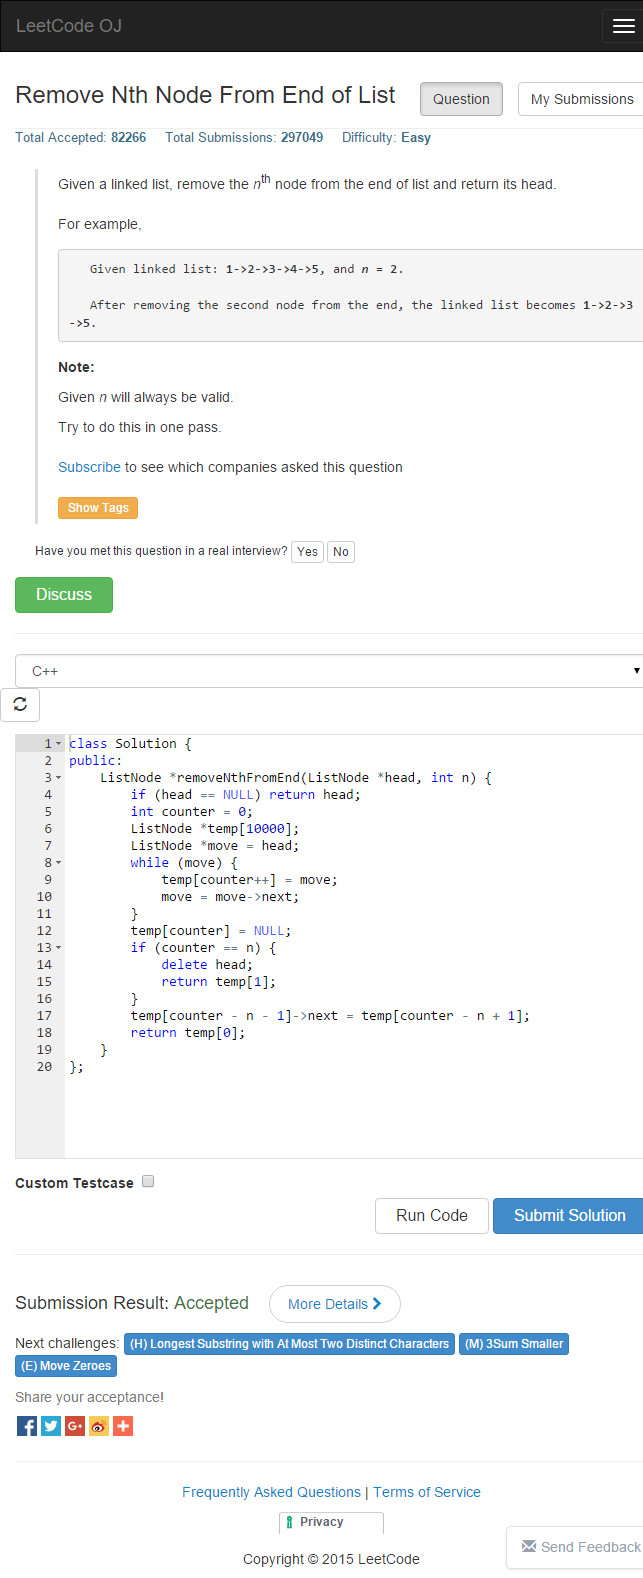 LeetCode OJ
Remove Nth Node From End of List
Question
My Submissions
Total Accepted: 82266 Total Submissions: 297049 Difficulty: Easy
Given a linked list, remove the nth node from the end of list and return its head.
For example,
Given linked list: 1->2->3->4->5, and n = 2.
After removing the second node from the end, the linked list becomes 1->2->3
->5.
Note:
Given n will always be valid.
Try to do this in one pass.
Subscribe to see which companies asked this question
Show Tags
Have you met this question in a real interview? Yes No
Discuss
C++
1 class Solution {
2 public:
3     ListNode *removeNthFromEnd(ListNode *head, int n) {
4         if (head == NULL) return head;
5         int counter = 0;
6         ListNode *temp[10000];
7         ListNode *move = head;
8         while (move) {
9             temp[counter++] = move;
10             move = move->next;
11         }
12         temp[counter] = NULL;
13         if (counter == n) {
14             delete head;
15             return temp[1];
16         }
17         temp[counter - n - 1]->next = temp[counter - n + 1];
18         return temp[0];
19     }
20 };
Custom Testcase
Run Code Submit Solution
Submission Result: Accepted More Details
Next challenges: (H) Longest Substring with At Most Two Distinct Characters (M) 3Sum Smaller
(E) Move Zeroes
Share your acceptance!
Frequently Asked Questions | Terms of Service
Privacy
Send Feedback
Copyright © 2015 LeetCode